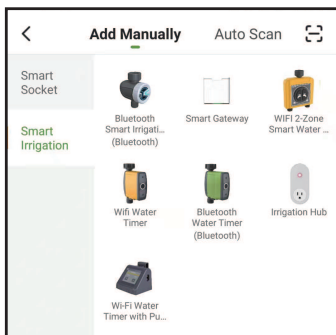 Add Manually Auto Scan
Smart
Socket
Smart
Irrigation
Bluetooth
Smart Irrigati...
(Bluetooth)
Smart Gateway
WIFI 2-Zone
Smart Water ...
Wifi Water
Timer
Bluetooth
Water Timer
(Bluetooth)
Irrigation Hub
Wi-Fi Water
Timer with Pu...